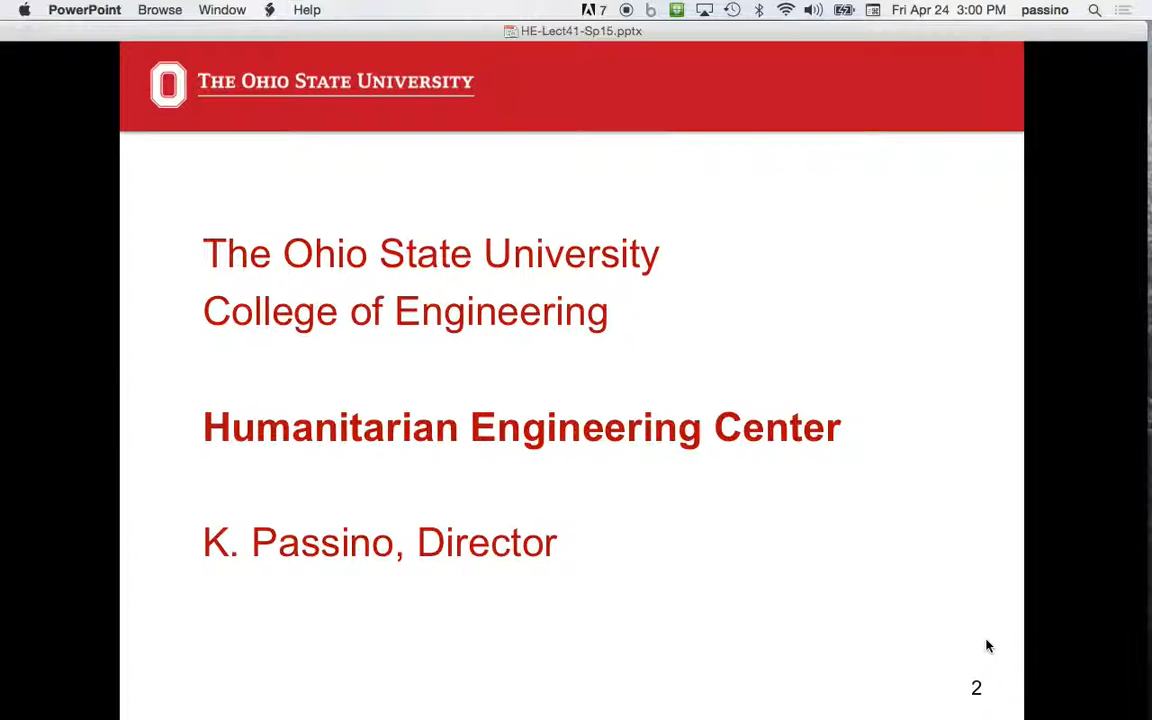 PowerPoint Browse Window Help 7 Fri Apr 24 3:00 PM passino
HE-Lect41-Sp15.pptx
THE OHIO STATE UNIVERSITY
The Ohio State University
College of Engineering
Humanitarian Engineering Center
K. Passino, Director
2